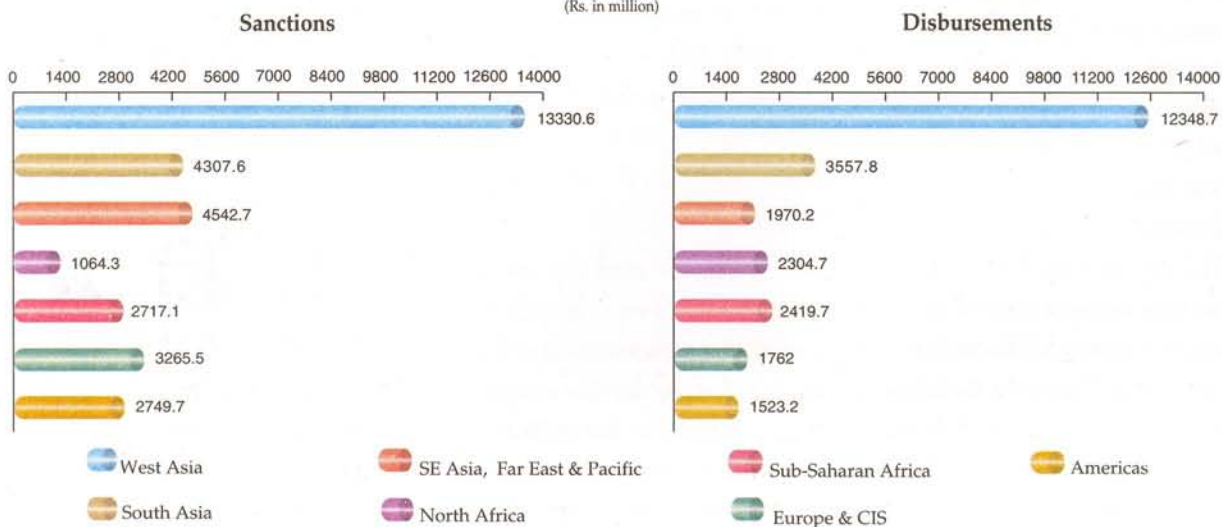 (Rs. in million)
Sanctions
0 1400 2800 4200 5600 7000 8400 9800 11200 12600 14000
13330.6
4307.6
4542.7
1064.3
2717.1
3265.5
2749.7
Disbursements
0 1400 2800 4200 5600 7000 8400 9800 11200 12600 14000
12348.7
3557.8
1970.2
2304.7
2419.7
1762
1523.2
West Asia
SE Asia, Far East & Pacific
Sub-Saharan Africa
Americas
South Asia
North Africa
Europe & CIS